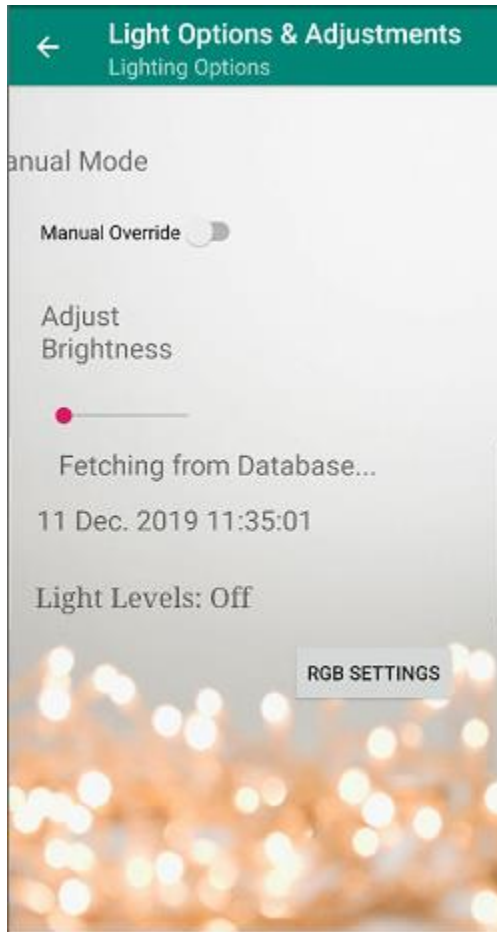 Light Options & Adjustments
Lighting Options
anual Mode
Manual Override
Adjust
Brightness
Fetching from Database...
11 Dec. 2019 11:35:01
Light Levels: Off
RGB SETTINGS